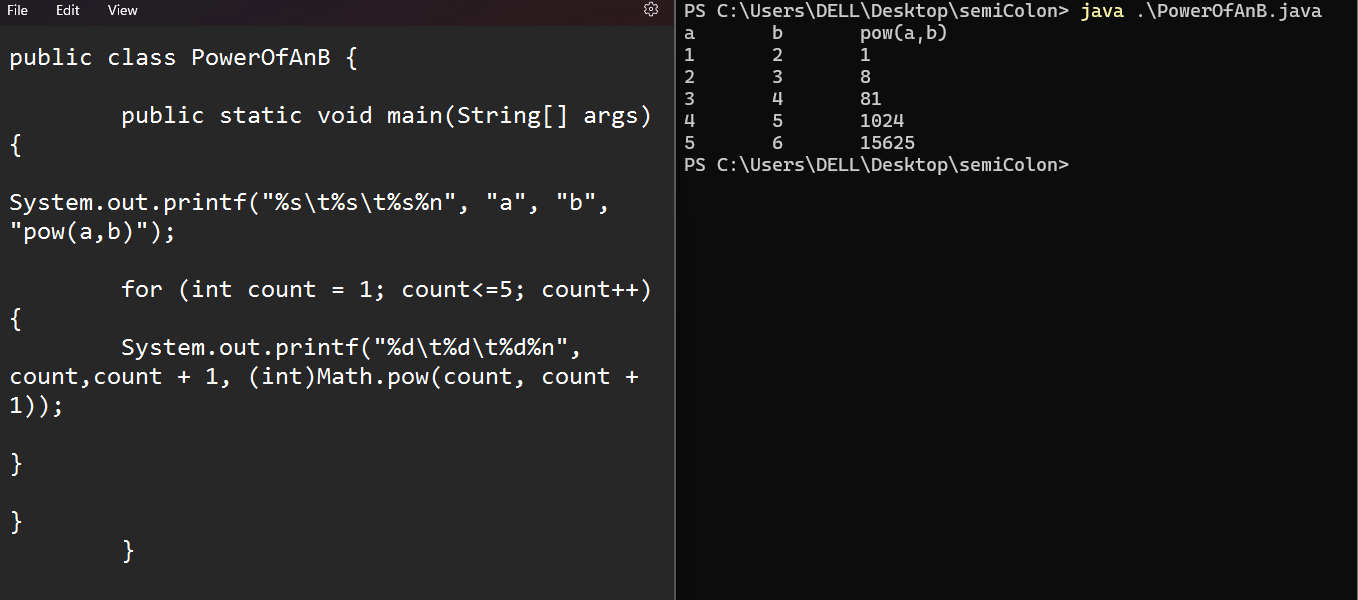 File Edit View
public class PowerOfAnB {
public static void main(String[] args)
{
System.out.printf("%s\t%s\t%s%n", "a", "b",
"pow(a,b)");
for (int count = 1; count<=5; count++)
{
System.out.printf("%d\t%d\t%d%n",
count,count + 1, (int)Math.pow(count, count +
1));
}
}
}
PS C:\Users\DELL\Desktop\semiColon> java .\PowerOfAnB.java
a b pow(a,b)
1 2 1
2 3 8
3 4 81
4 5 1024
5 6 15625
PS C:\Users\DELL\Desktop\semiColon>